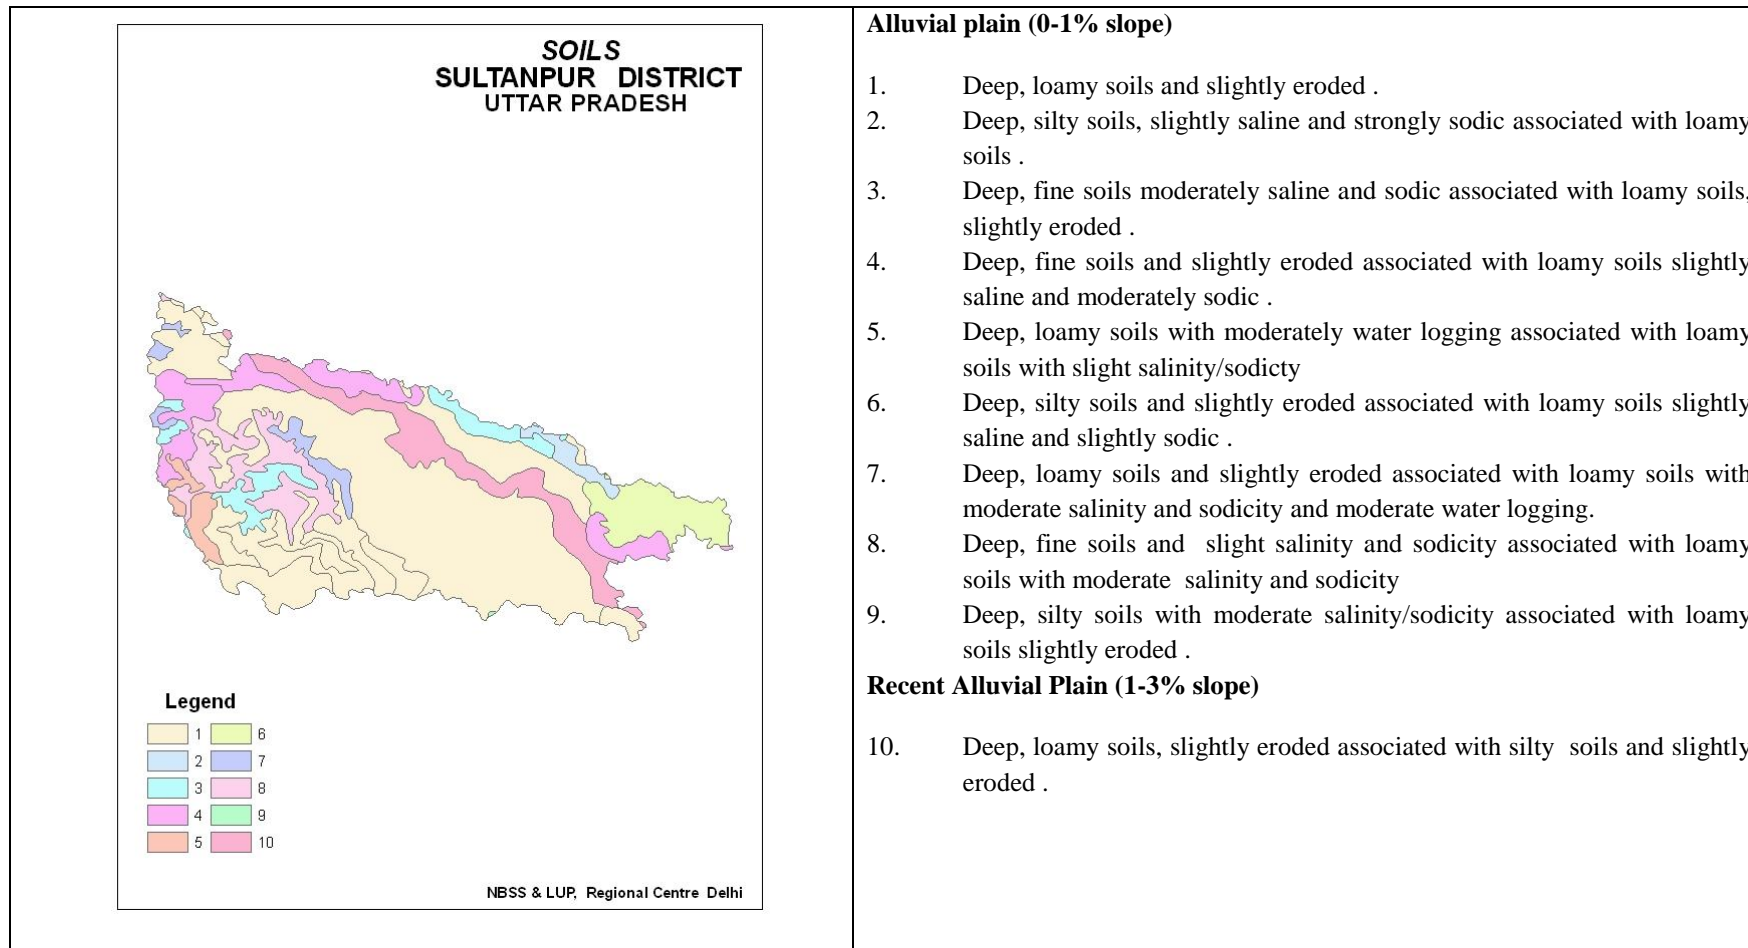 SOILS
SULTANPUR DISTRICT
UTTAR PRADESH
Legend
1 6
2 7
3 8
4 9
5 10
NBSS & LUP, Regional Centre Delhi
Alluvial plain (0-1% slope)
1. Deep, loamy soils and slightly eroded .
2. Deep, silty soils, slightly saline and strongly sodic associated with loamy
soils .
3. Deep, fine soils moderately saline and sodic associated with loamy soils,
slightly eroded .
4. Deep, fine soils and slightly eroded associated with loamy soils slightly
saline and moderately sodic .
5. Deep, loamy soils with moderately water logging associated with loamy
soils with slight salinity/sodicty
6. Deep, silty soils and slightly eroded associated with loamy soils slightly
saline and slightly sodic .
7. Deep, loamy soils and slightly eroded associated with loamy soils with
moderate salinity and sodicity and moderate water logging.
8. Deep, fine soils and slight salinity and sodicity associated with loamy
soils with moderate salinity and sodicity
9. Deep, silty soils with moderate salinity/sodicity associated with loamy
soils slightly eroded .
Recent Alluvial Plain (1-3% slope)
10. Deep, loamy soils, slightly eroded associated with silty soils and slightly
eroded .